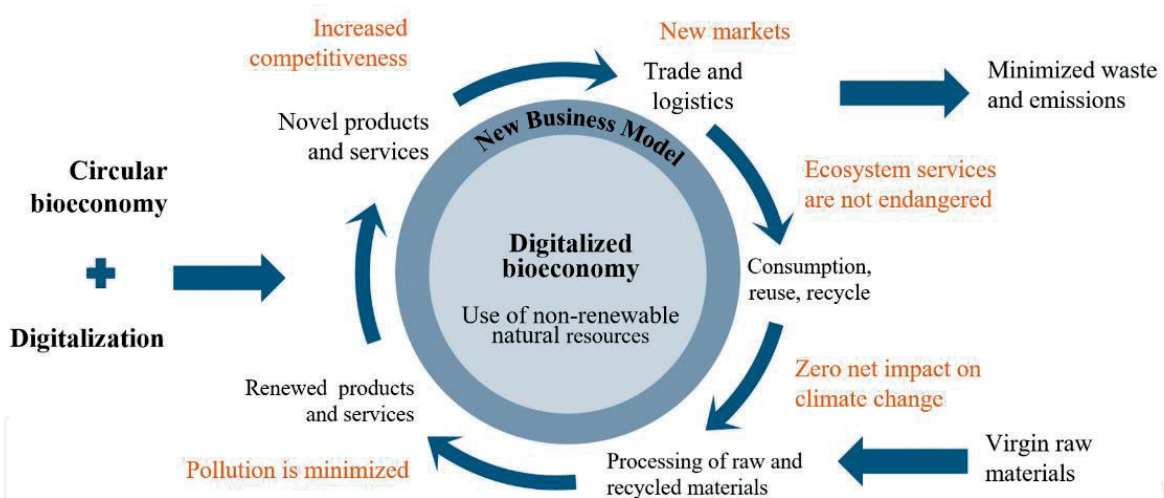 Increased
competitiveness
New markets
Trade and
logistics
Minimized waste
and emissions
Novel products
and services
New Business Model
Circular
bioeconomy
Ecosystem services
are not endangered
Digitalized
bioeconomy
Consumption,
reuse, recycle
Use of non-renewable
natural resources
Digitalization
Renewed products
and services
Zero net impact on
climate change
Pollution is minimized
Processing of raw and
recycled materials
Virgin raw
materials